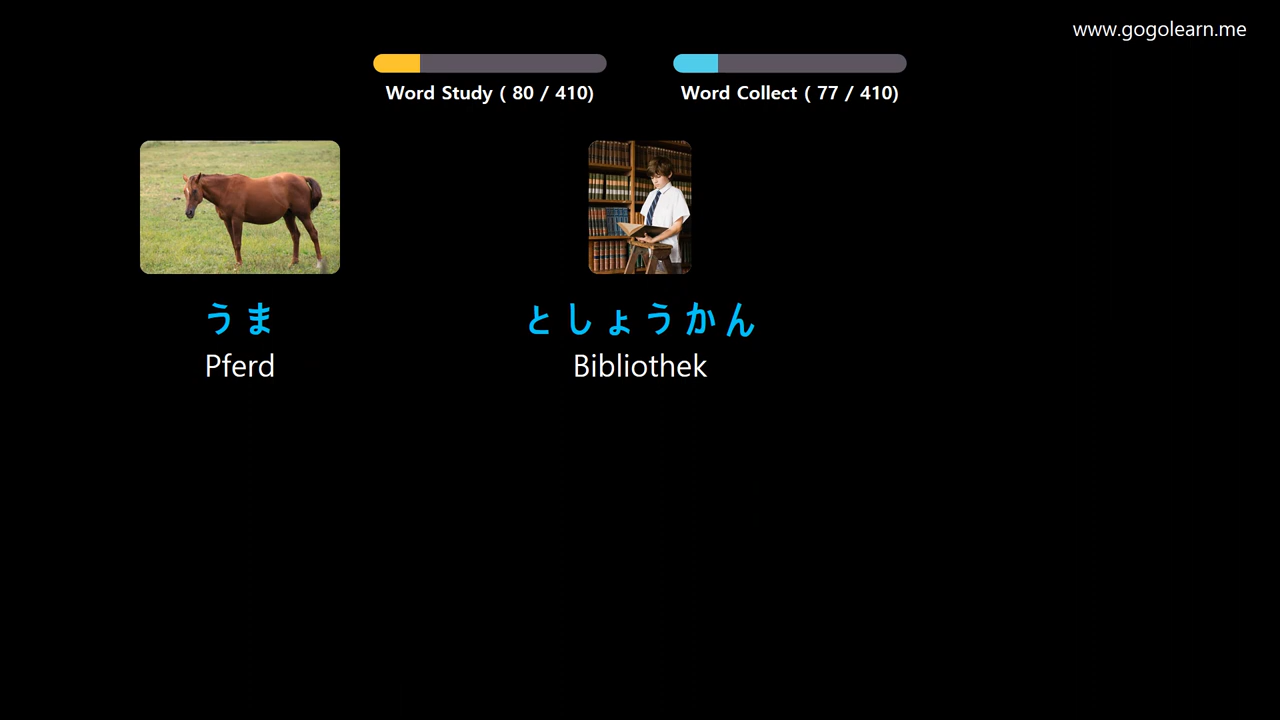 www.gogolearn.me
Word Study ( 80 / 410)
Word Collect ( 77 / 410)
うま
Pferd
としょうかん
Bibliothek